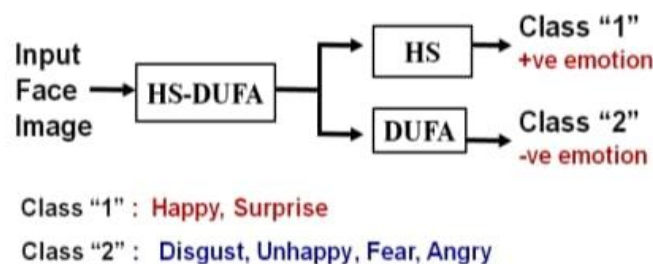 Input
Face
Image
HS-DUFA
HS
Class “1”
+ve emotion
DUFA
Class “2”
-ve emotion
Class “1” : Happy, Surprise
Class “2” : Disgust, Unhappy, Fear, Angry